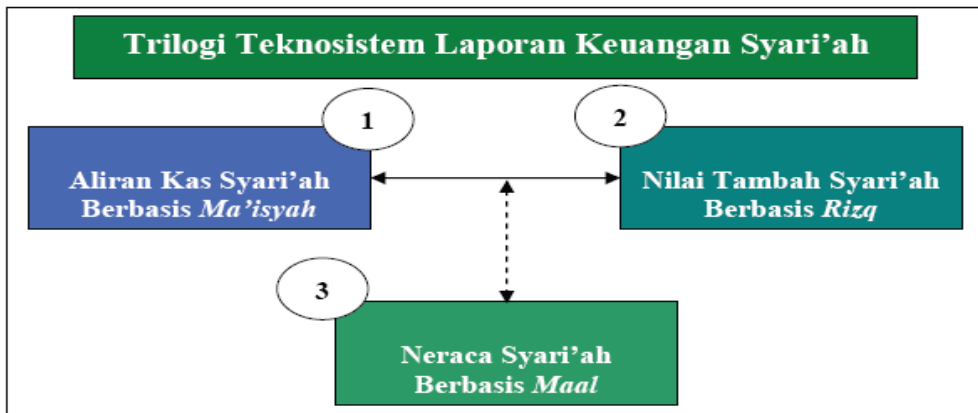 Trilogi Teknosistem Laporan Keuangan Syari’ah
1
Aliran Kas Syari’ah
Berbasis Ma’isyah
2
Nilai Tambah Syari’ah
Berbasis Rizq
3
Neraca Syari’ah
Berbasis Maal